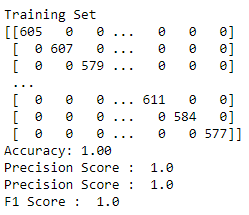 Training Set
[[605   0   0 ...   0   0   0]
 [  0 607   0 ...   0   0   0]
 [  0   0 579 ...   0   0   0]
 ...
 [  0   0   0 ... 611   0   0]
 [  0   0   0 ...   0 584   0]
 [  0   0   0 ...   0   0 577]]
Accuracy: 1.00
Precision Score :  1.0
Precision Score :  1.0
F1 Score :  1.0